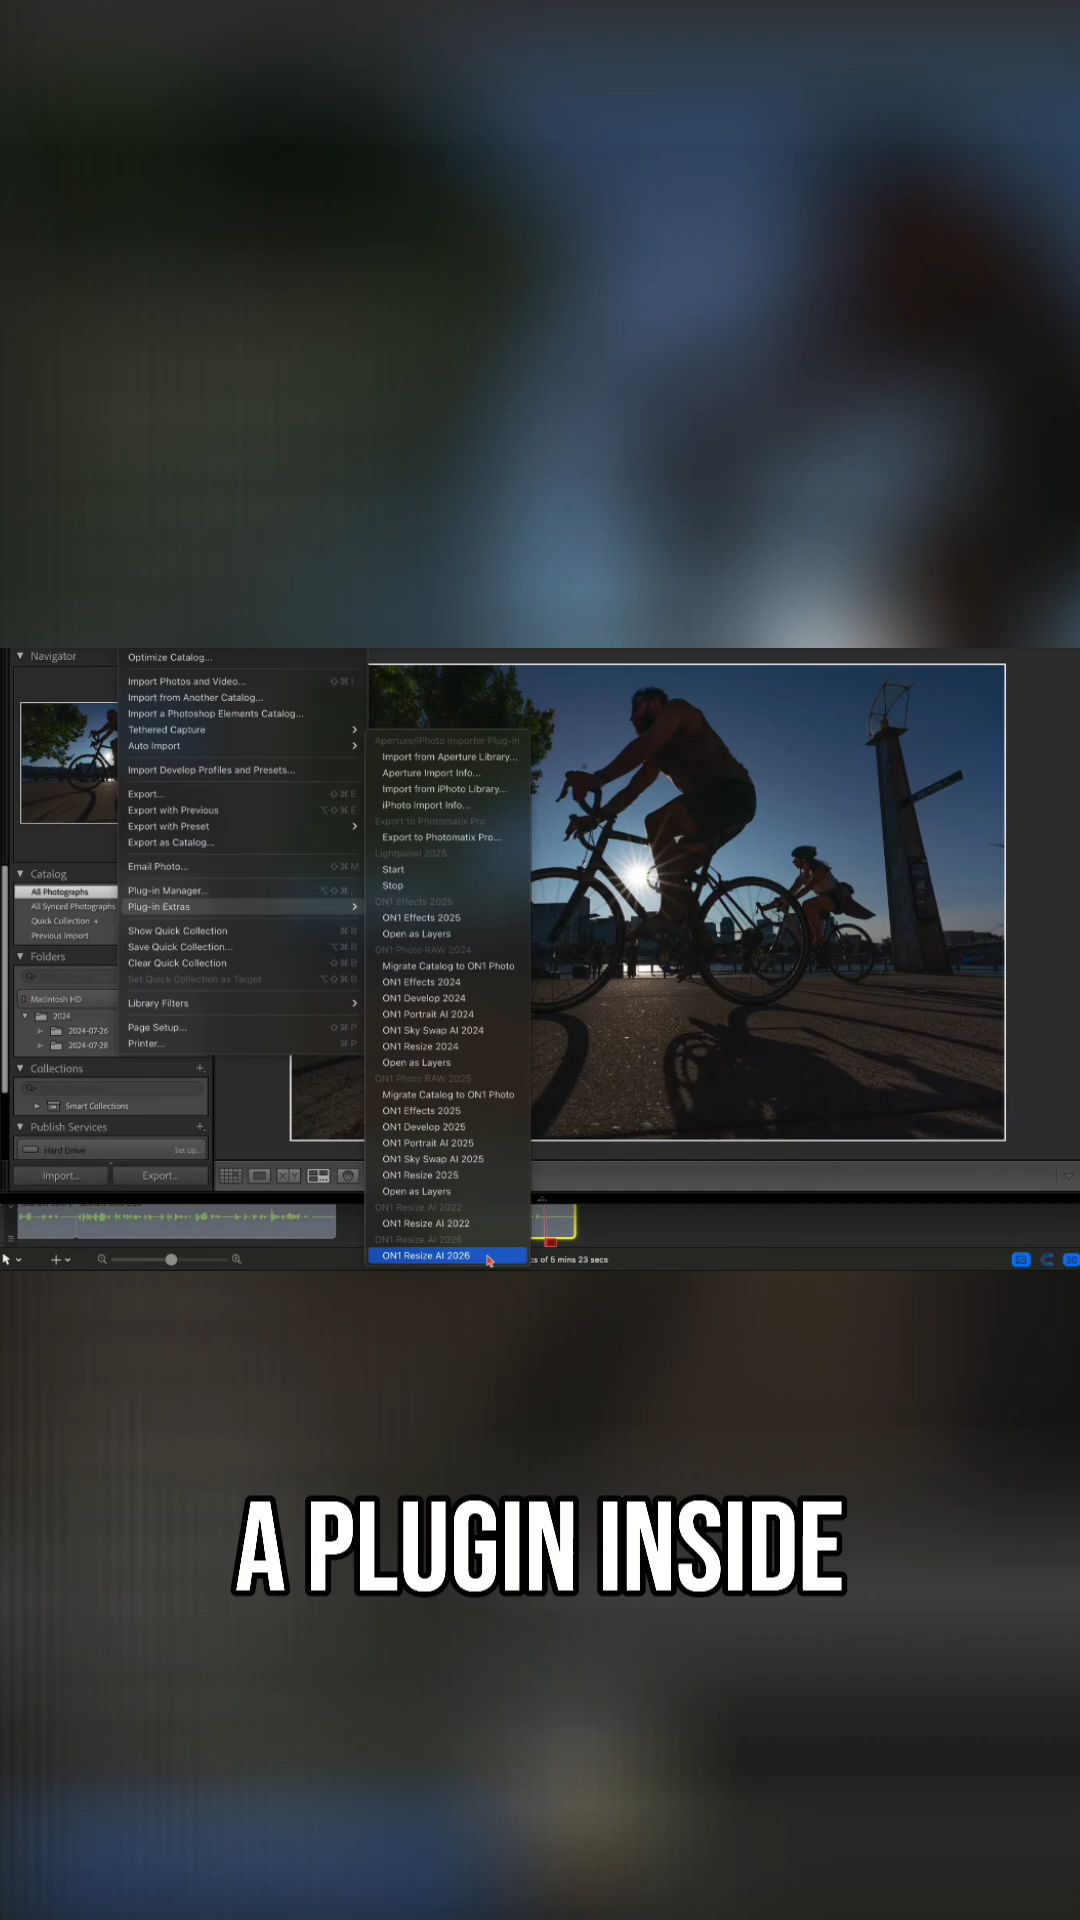 Navigator
Optimize Catalog...
Import Photos and Video... ⇧⌘I
Import from Another Catalog...
Import a Photoshop Elements Catalog...
Tethered Capture
Auto Import
Import Develop Profiles and Presets...
Export... ⇧⌘E
Export with Previous ⌥⇧⌘E
Export with Preset
Export as Catalog...
Email Photo... ⇧⌘M
Plug-in Manager... ⌥⇧⌘,
Plug-in Extras
Show Quick Collection ⌘B
Save Quick Collection... ⌥⌘B
Clear Quick Collection ⇧⌘B
Set Quick Collection as Target ⌥⇧⌘B
Library Filters
Page Setup... ⇧⌘P
Printer... ⌘P
Aperture/iPhoto Importer Plug-in
Import from Aperture Library...
Aperture Import Info...
Import from iPhoto Library...
iPhoto Import Info...
Export to Photomatix Pro
Export to Photomatix Pro...
Lightpanal 2025
Start
Stop
ON1 Effects 2025
ON1 Effects 2025
Open as Layers
ON1 Photo RAW 2024
Migrate Catalog to ON1 Photo
ON1 Effects 2024
ON1 Develop 2024
ON1 Portrait AI 2024
ON1 Sky Swap AI 2024
ON1 Resize 2024
Open as Layers
ON1 Photo RAW 2025
Migrate Catalog to ON1 Photo
ON1 Effects 2025
ON1 Develop 2025
ON1 Portrait AI 2025
ON1 Sky Swap AI 2025
ON1 Resize 2025
Open as Layers
ON1 Resize AI 2022
ON1 Resize AI 2022
ON1 Resize AI 2026
ON1 Resize AI 2026
Catalog
All Photographs
All Synced Photographs
Quick Collection +
Previous Import
Folders
Macintosh HD
2024
2024-07-26
2024-07-28
Collections
Smart Collections
Publish Services
Hard Drive Set Up...
Import... Export...
XY
cs of 5 mins 23 secs
30
A PLUGIN INSIDE